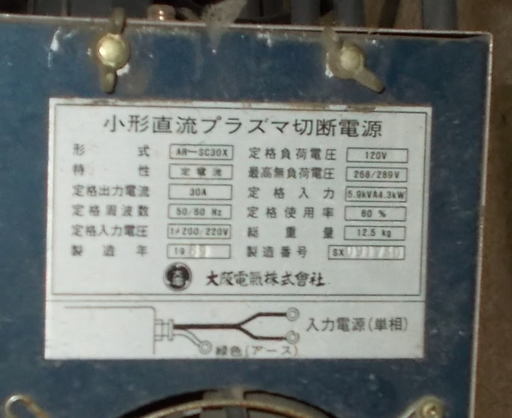 小形直流プラズマ切断電源
形 式 AR-SC30X 定格負荷電圧 120V
特 性 定電流 最高無負荷電圧 268/289V
定格出力電流 30A 定格入力 5.9kVA4.3kW
定格周波数 50/60 Hz 定格使用率 60 %
定格入力電圧 200/220V 総重量 12.5 kg
製造年 19 製造番号 SX
大阪電氣株式會社
入力電源(単相)
緑色(アース)